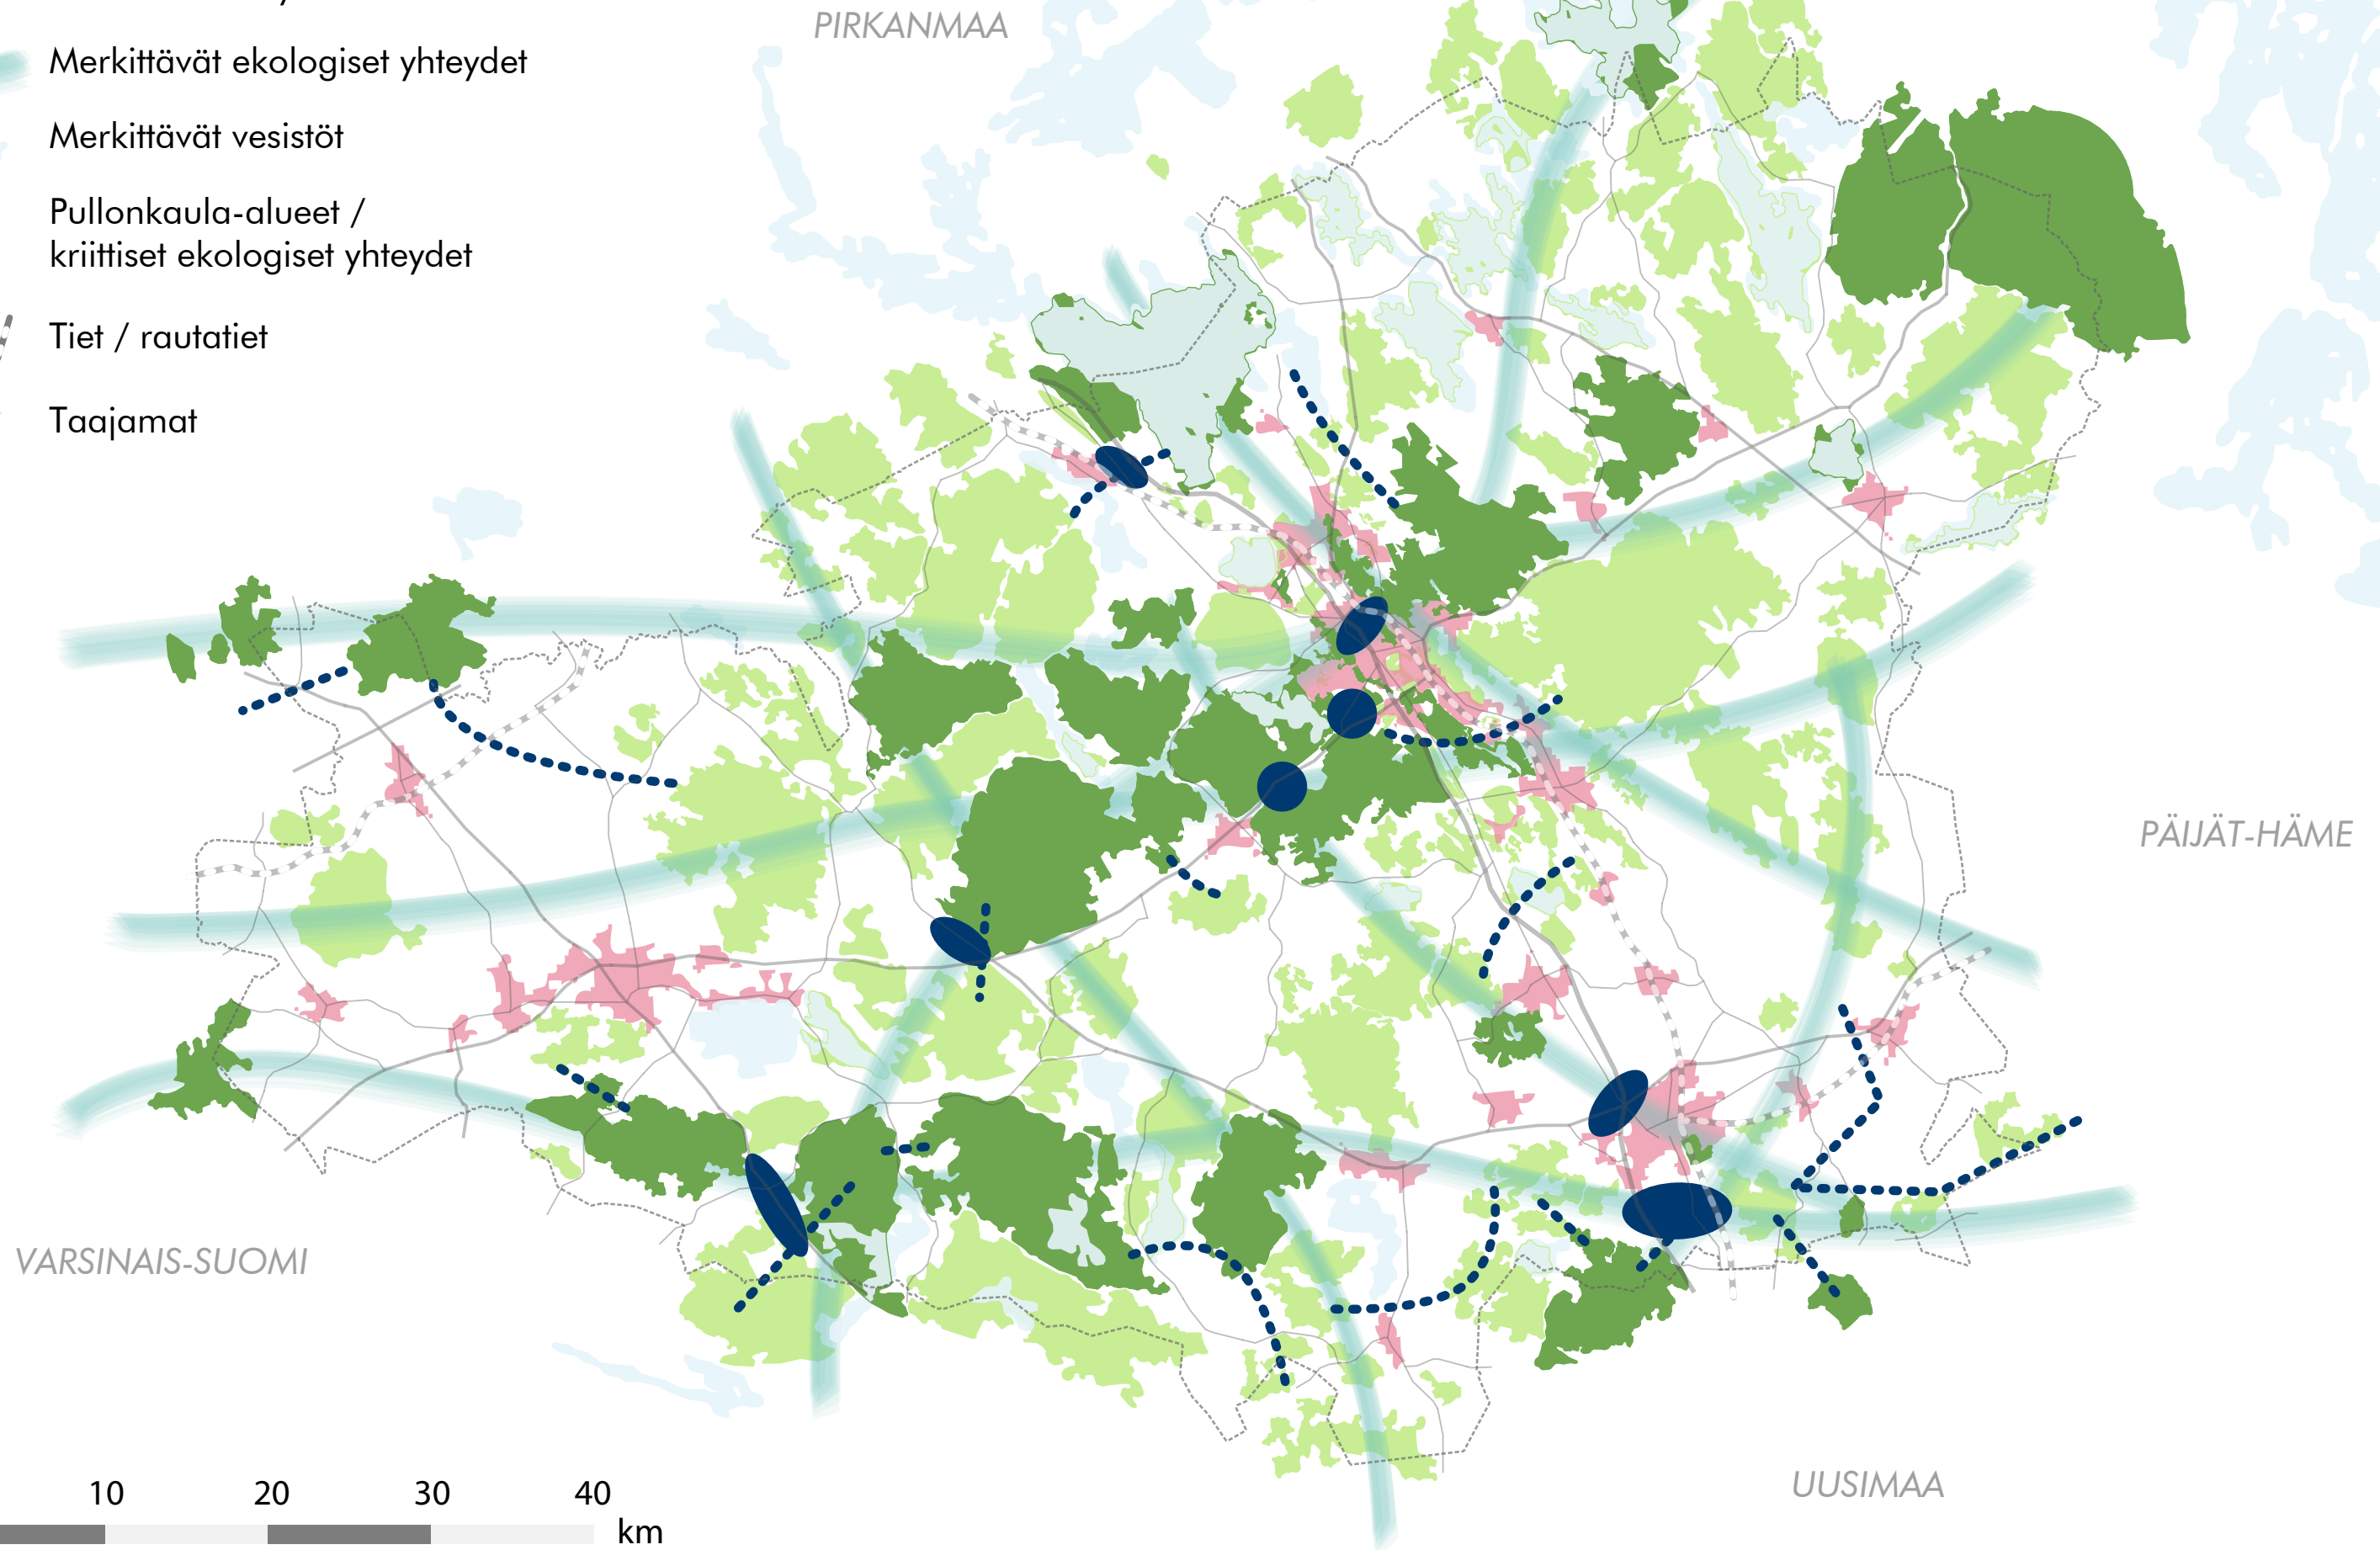 PIRKANMAA
Merkittävät ekologiset yhteydet
Merkittävät vesistöt
Pullonkaula-alueet /
kriittiset ekologiset yhteydet
Tiet / rautatiet
Taajamat
PÄIJÄT-HÄME
VARSINAIS-SUOMI
UUSIMAA
10 20 30 40
km